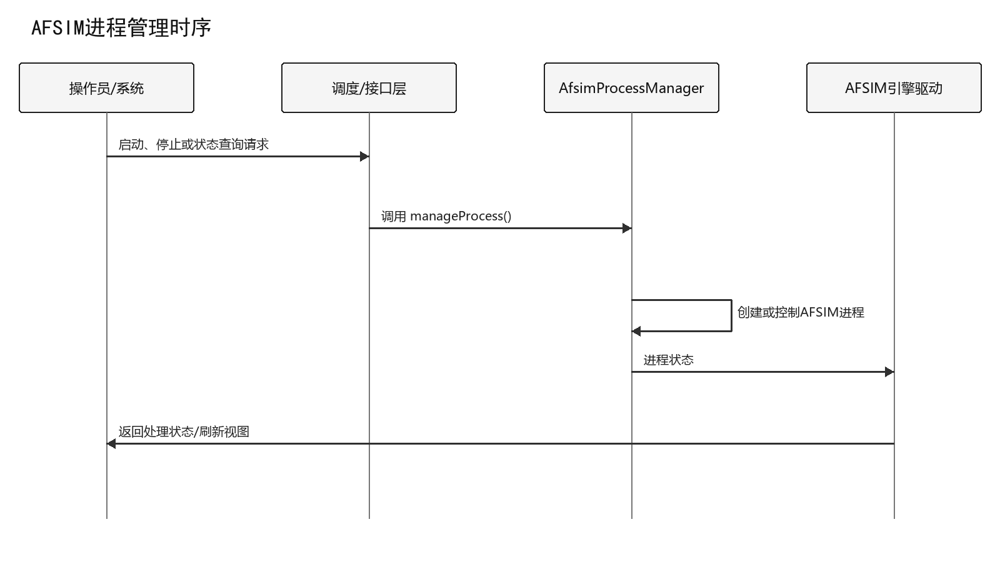 AFSIM进程管理时序
操作员/系统
调度/接口层
AfsimProcessManager
AFSIM引擎驱动
启动、停止或状态查询请求
调用 manageProcess()
创建或控制AFSIM进程
进程状态
返回处理状态/刷新视图